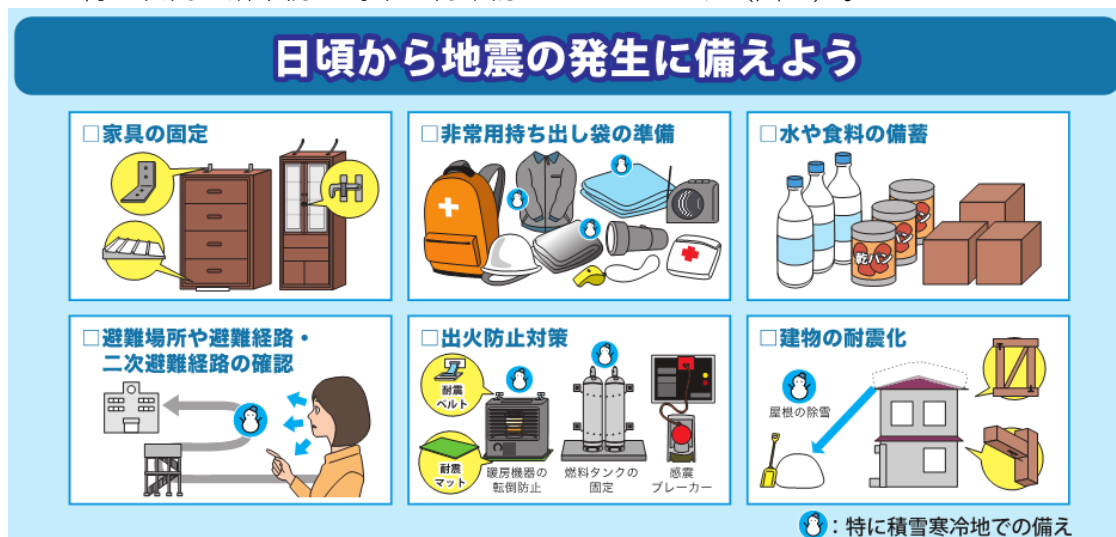 日頃から地震の発生に備えよう
□家具の固定
□非常用持ち出し袋の準備
□水や食料の備蓄
乾パン
□避難場所や避難経路・
二次避難経路の確認
□出火防止対策
耐震
ベルト
耐震
マット
暖房機器の
転倒防止
燃料タンクの
固定
感震
ブレーカー
□建物の耐震化
屋根の除雪
：特に積雪寒冷地での備え